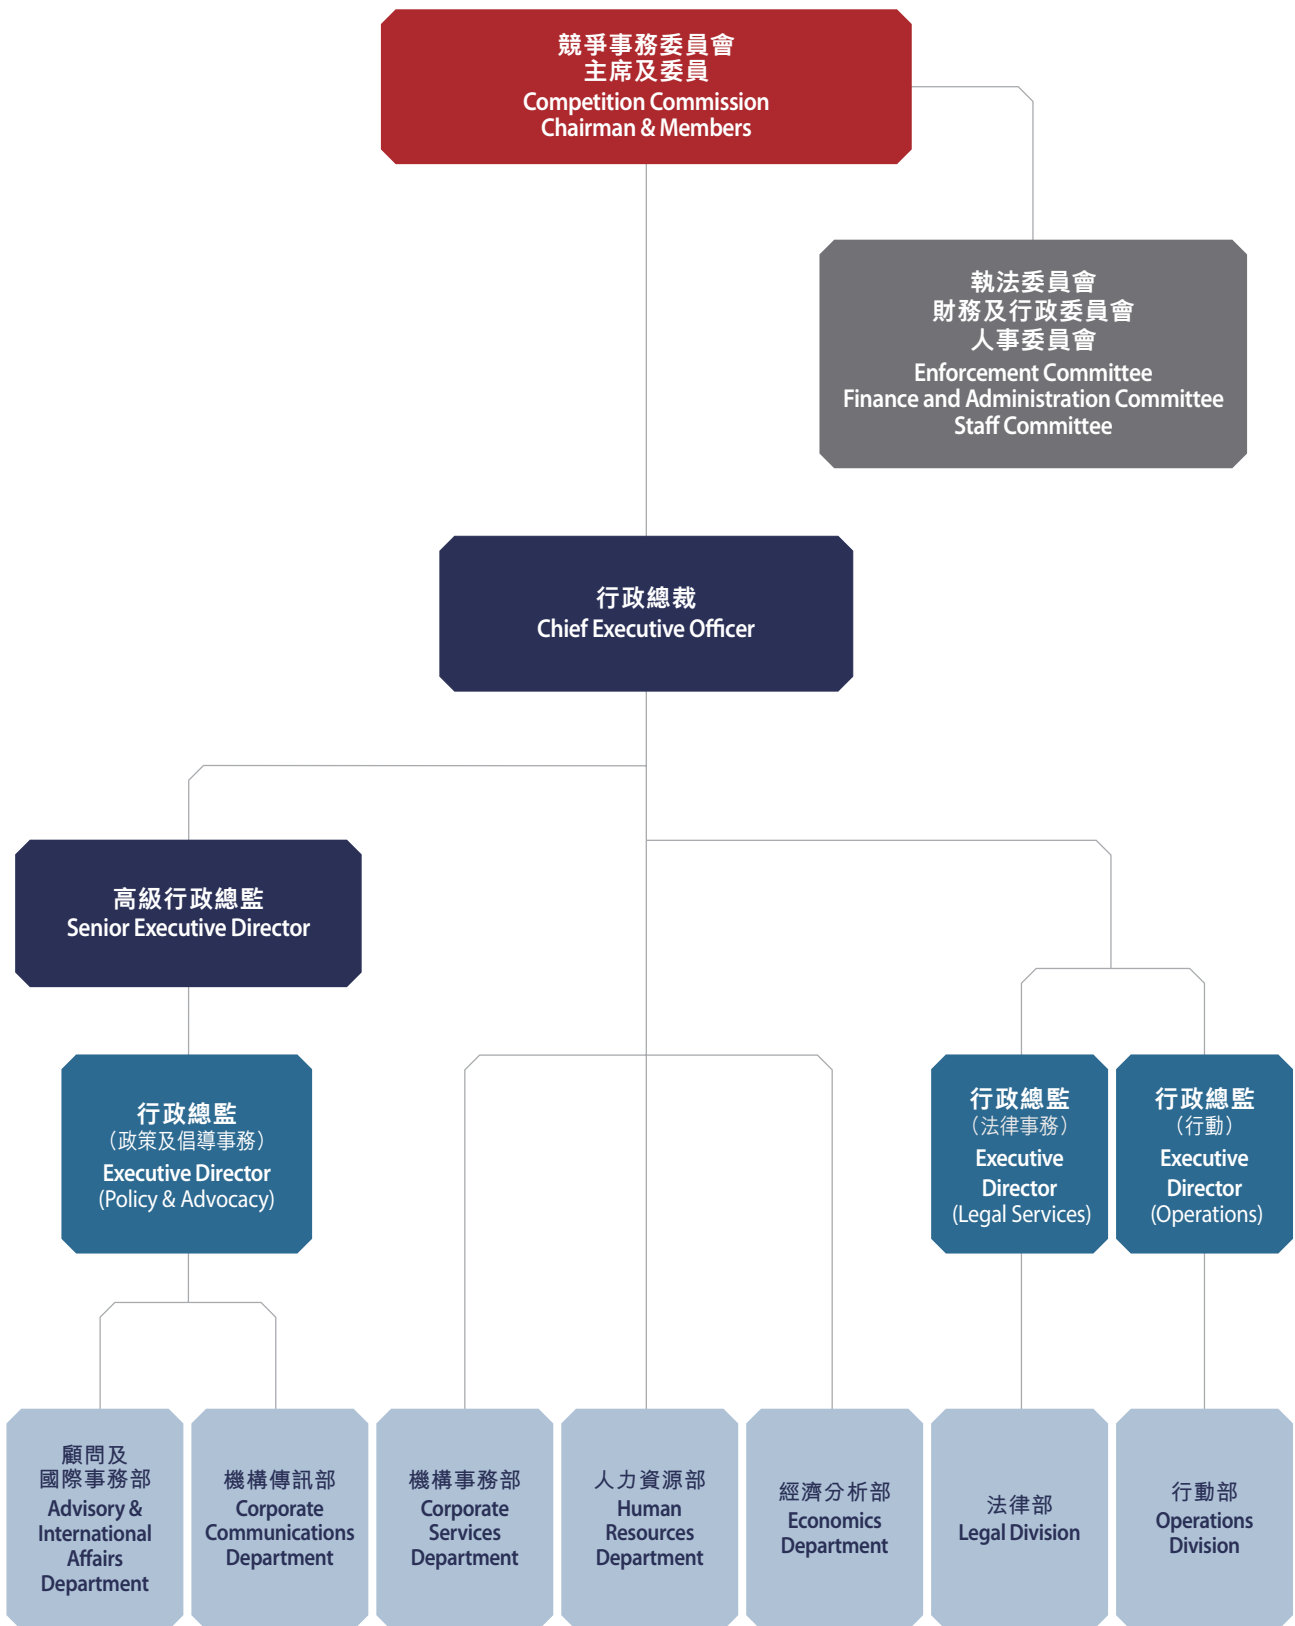 競爭事務委員會
主席及委員
Competition Commission
Chairman & Members
執法委員會
財務及行政委員會
人事委員會
Enforcement Committee
Finance and Administration Committee
Staff Committee
行政總裁
Chief Executive Officer
高級行政總監
Senior Executive Director
行政總監
（政策及倡導事務）
Executive Director
(Policy & Advocacy)
行政總監
（法律事務）
Executive
Director
(Legal Services)
行政總監
（行動）
Executive
Director
(Operations)
顧問及
國際事務部
Advisory &
International
Affairs
Department
機構傳訊部
Corporate
Communications
Department
機構事務部
Corporate
Services
Department
人力資源部
Human
Resources
Department
經濟分析部
Economics
Department
法律部
Legal Division
行動部
Operations
Division